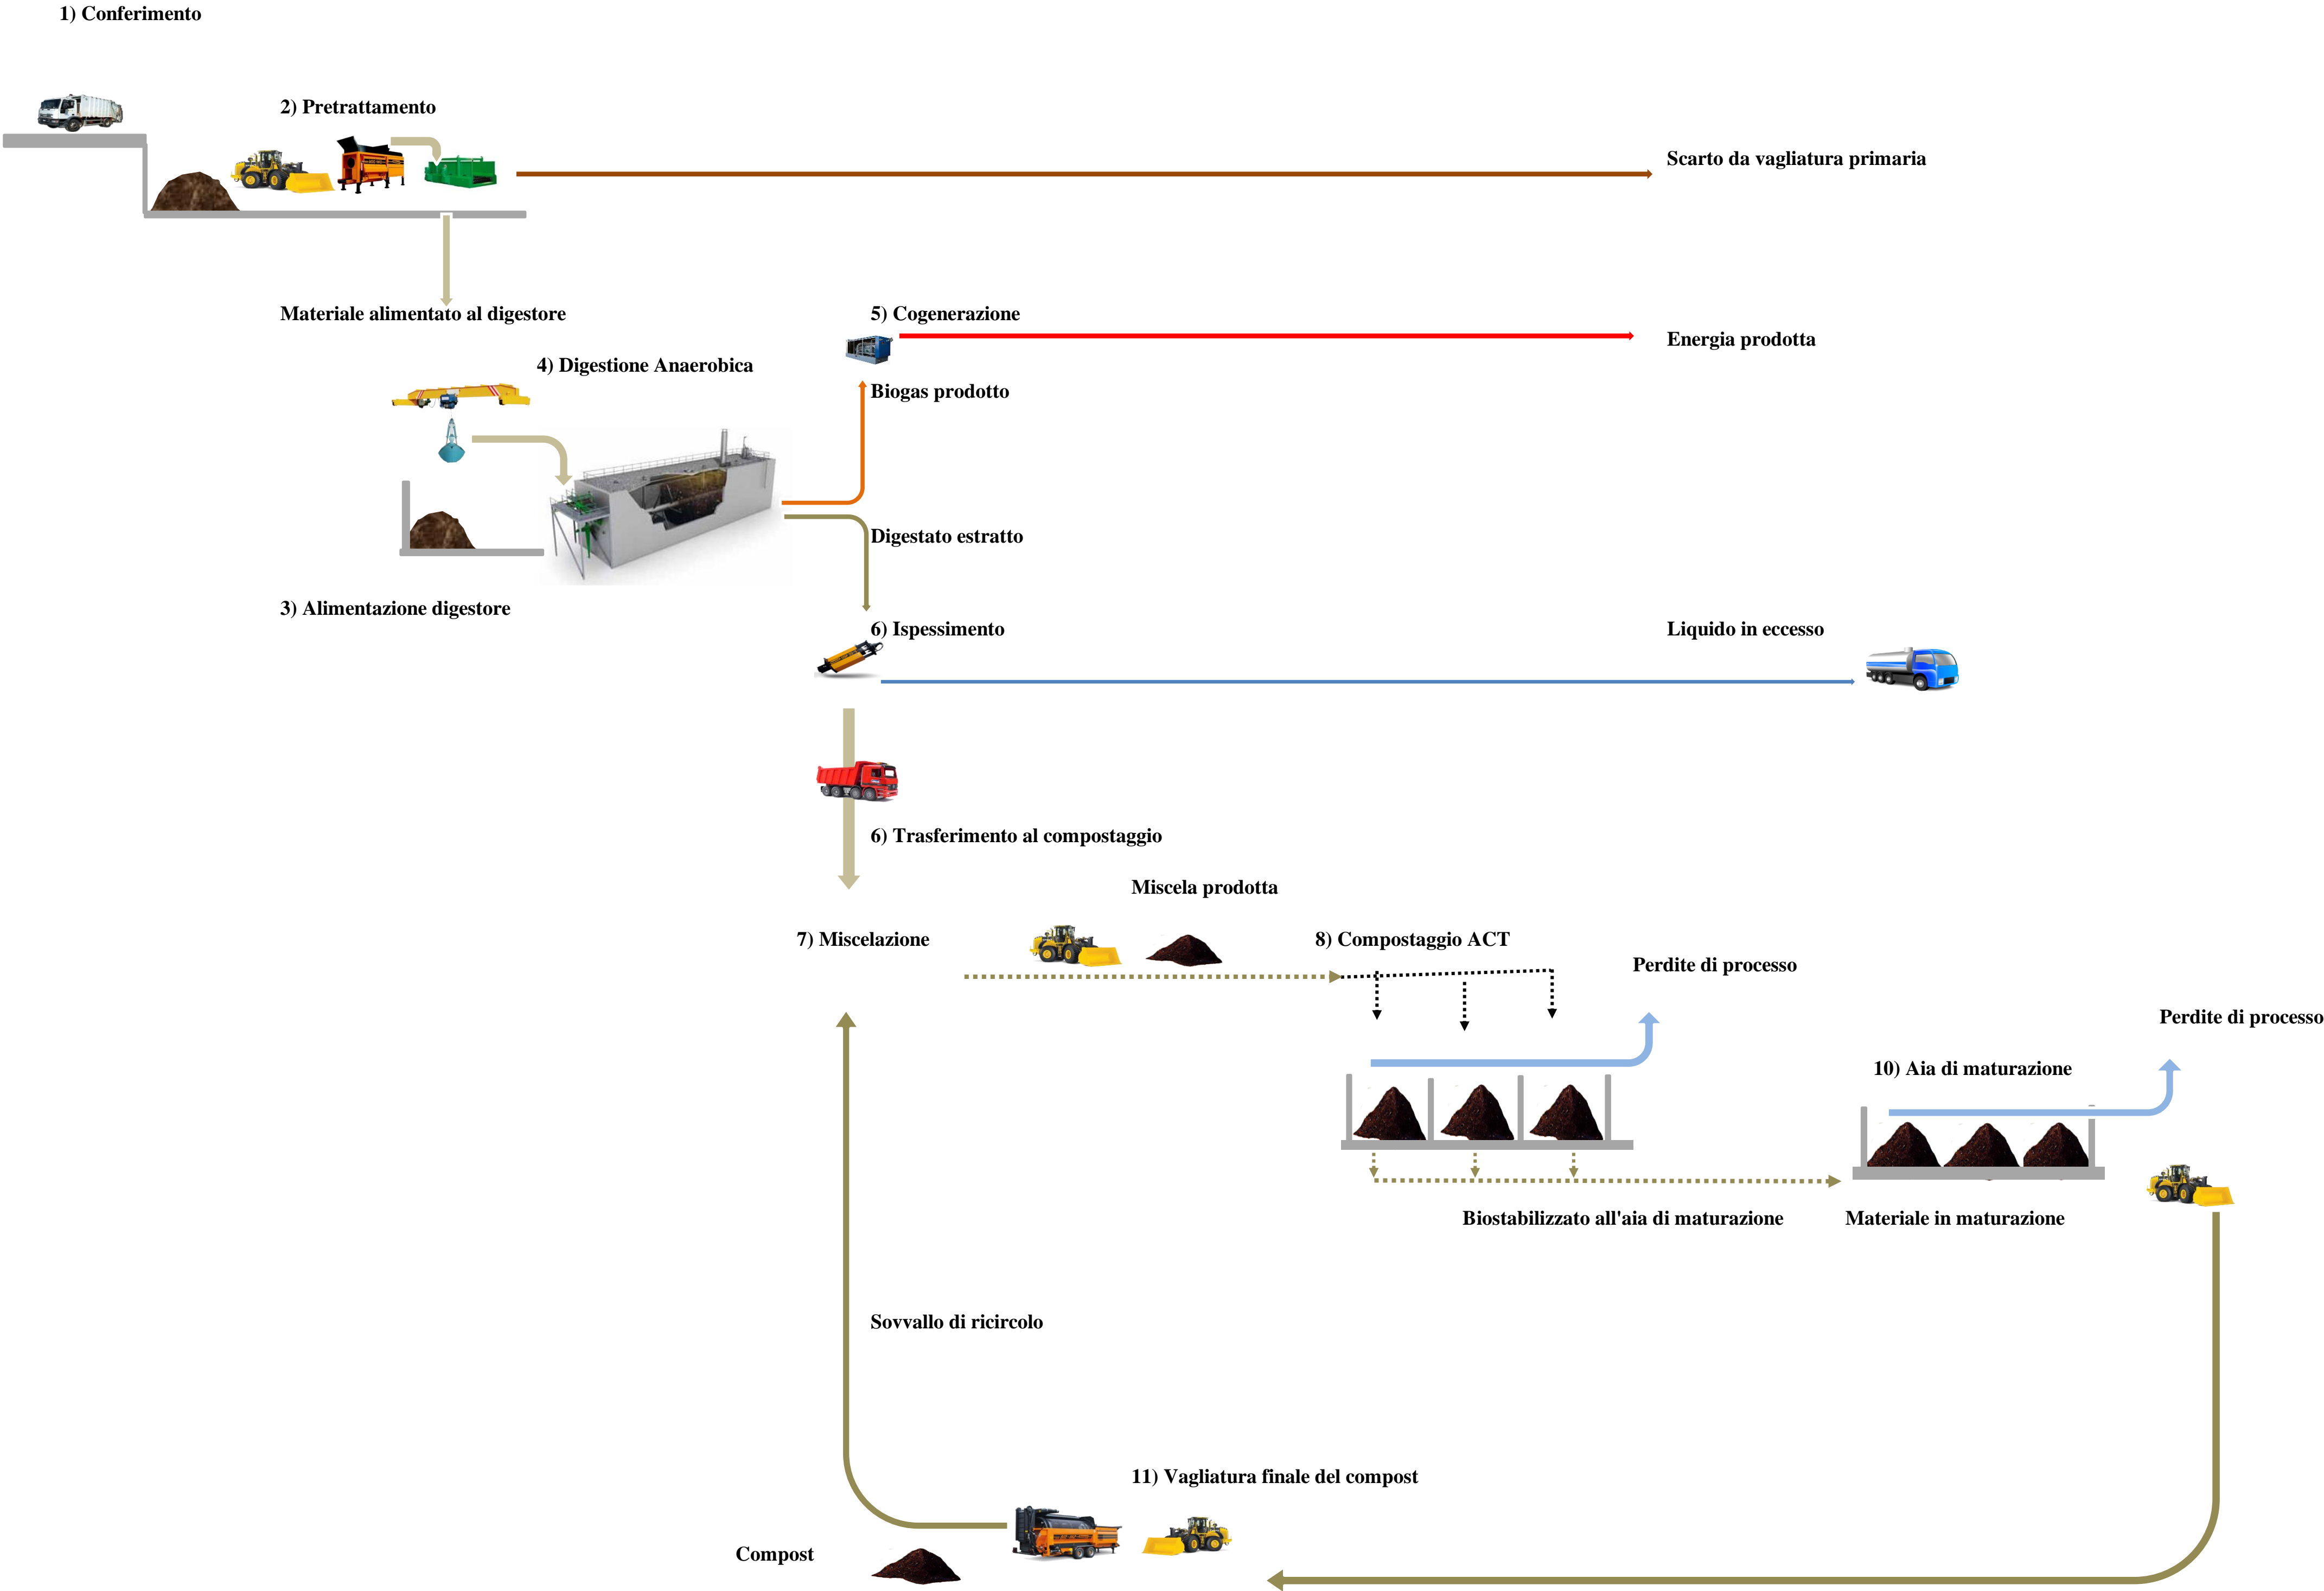 1) Conferimento
2) Pretrattamento
Scarto da vagliatura primaria
Materiale alimentato al digestore
5) Cogenerazione
Energia prodotta
4) Digestione Anaerobica
Biogas prodotto
Digestato estratto
3) Alimentazione digestore
6) Ispessimento
Liquido in eccesso
6) Trasferimento al compostaggio
Miscela prodotta
7) Miscelazione
8) Compostaggio ACT
Perdite di processo
Perdite di processo
10) Aia di maturazione
Biostabilizzato all'aia di maturazione
Materiale in maturazione
Sovvallo di ricircolo
11) Vagliatura finale del compost
Compost